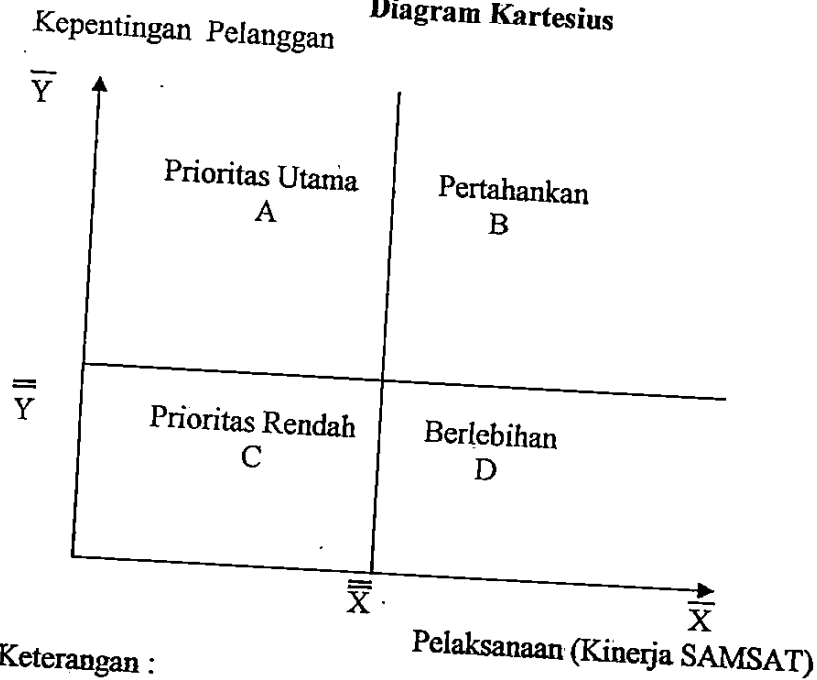 Diagram Kartesius
Kepentingan Pelanggan
Y̅
Prioritas Utama
A
Pertahankan
B
Y̿
Prioritas Rendah
C
Berlebihan
D
X̿
X̅
Pelaksanaan (Kinerja SAMSAT)
Keterangan :